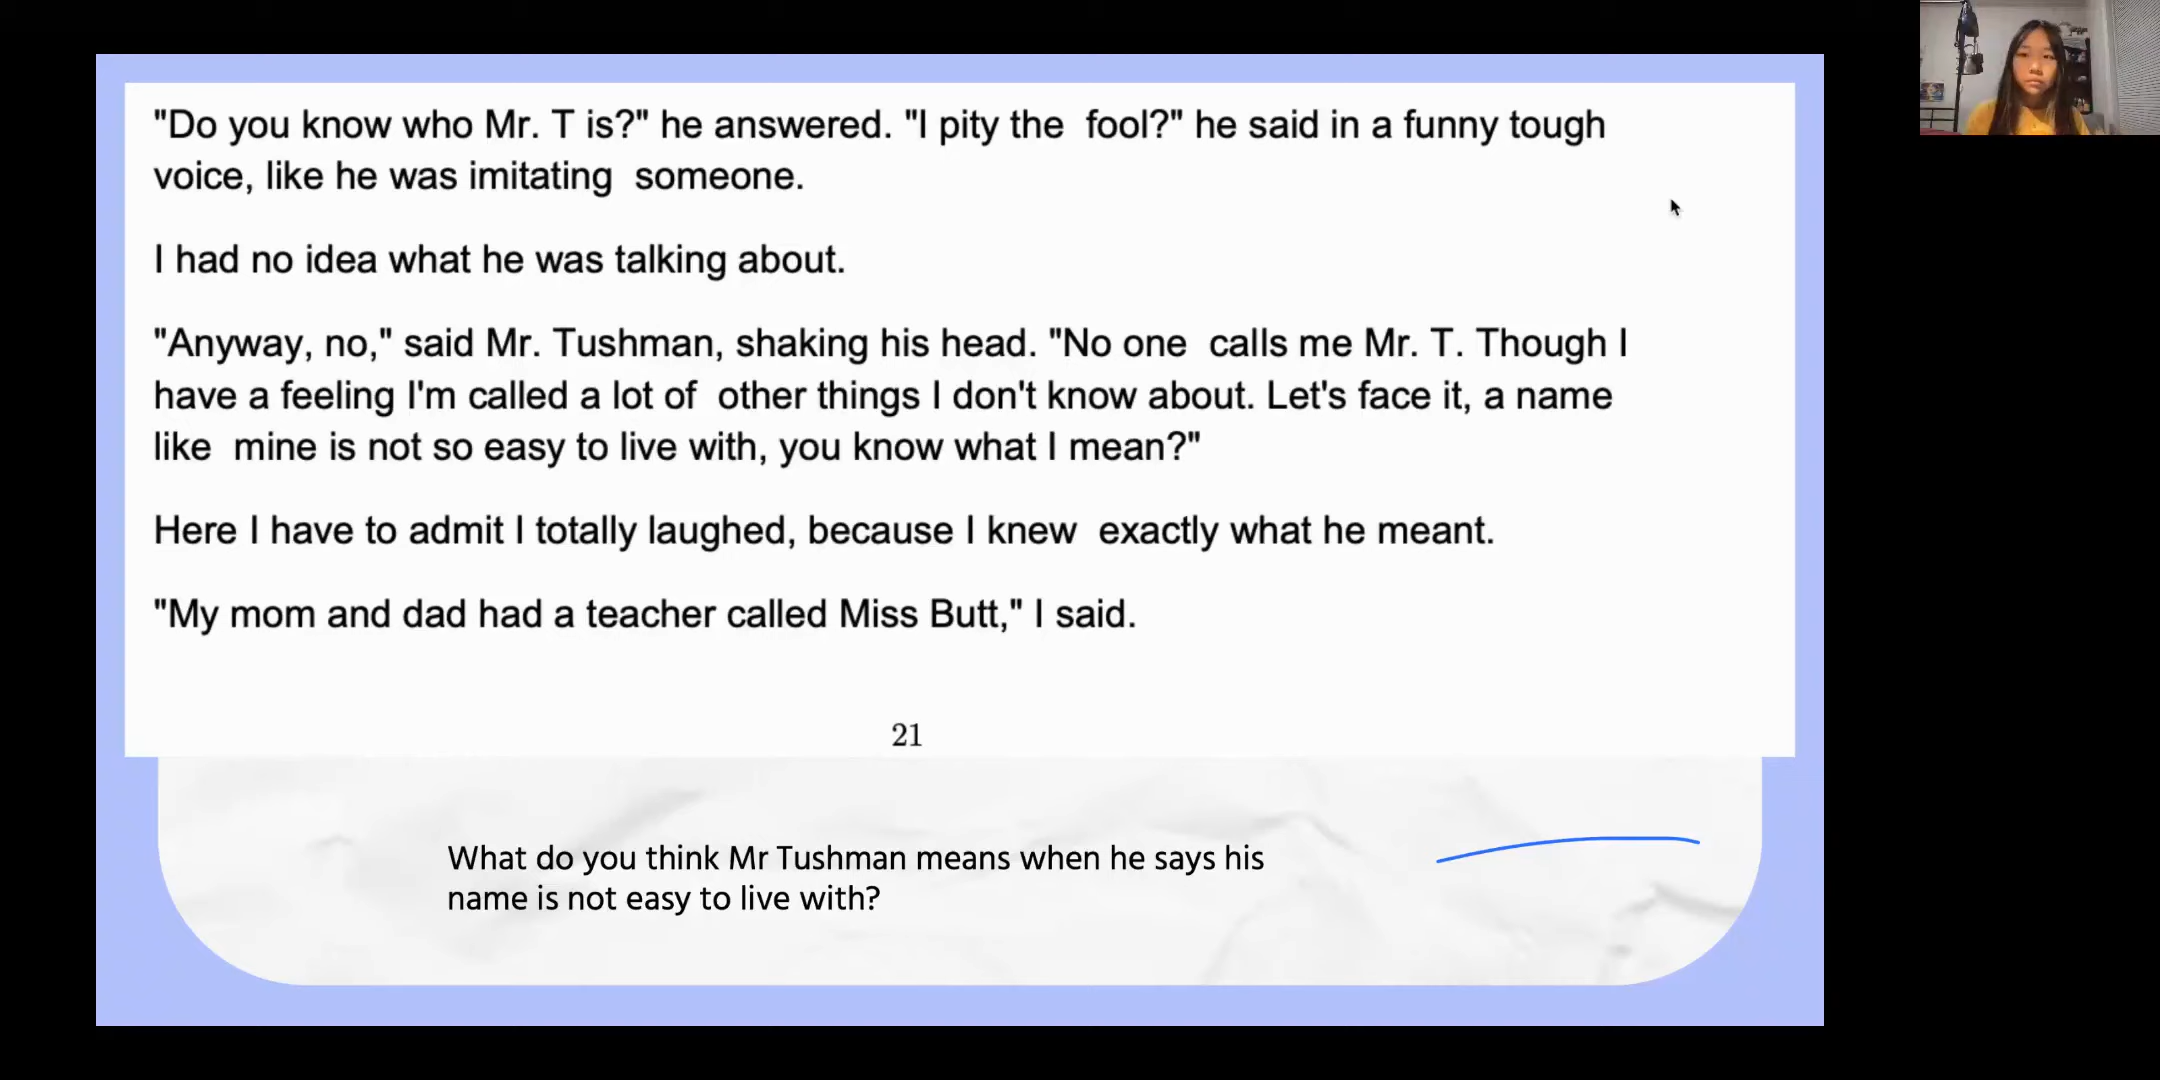 "Do you know who Mr. T is?" he answered. "I pity the  fool?" he said in a funny tough
voice, like he was imitating  someone.
I had no idea what he was talking about.
"Anyway, no," said Mr. Tushman, shaking his head. "No one  calls me Mr. T. Though I
have a feeling I'm called a lot of  other things I don't know about. Let's face it, a name
like  mine is not so easy to live with, you know what I mean?"
Here I have to admit I totally laughed, because I knew  exactly what he meant.
"My mom and dad had a teacher called Miss Butt," I said.
21
What do you think Mr Tushman means when he says his
name is not easy to live with?